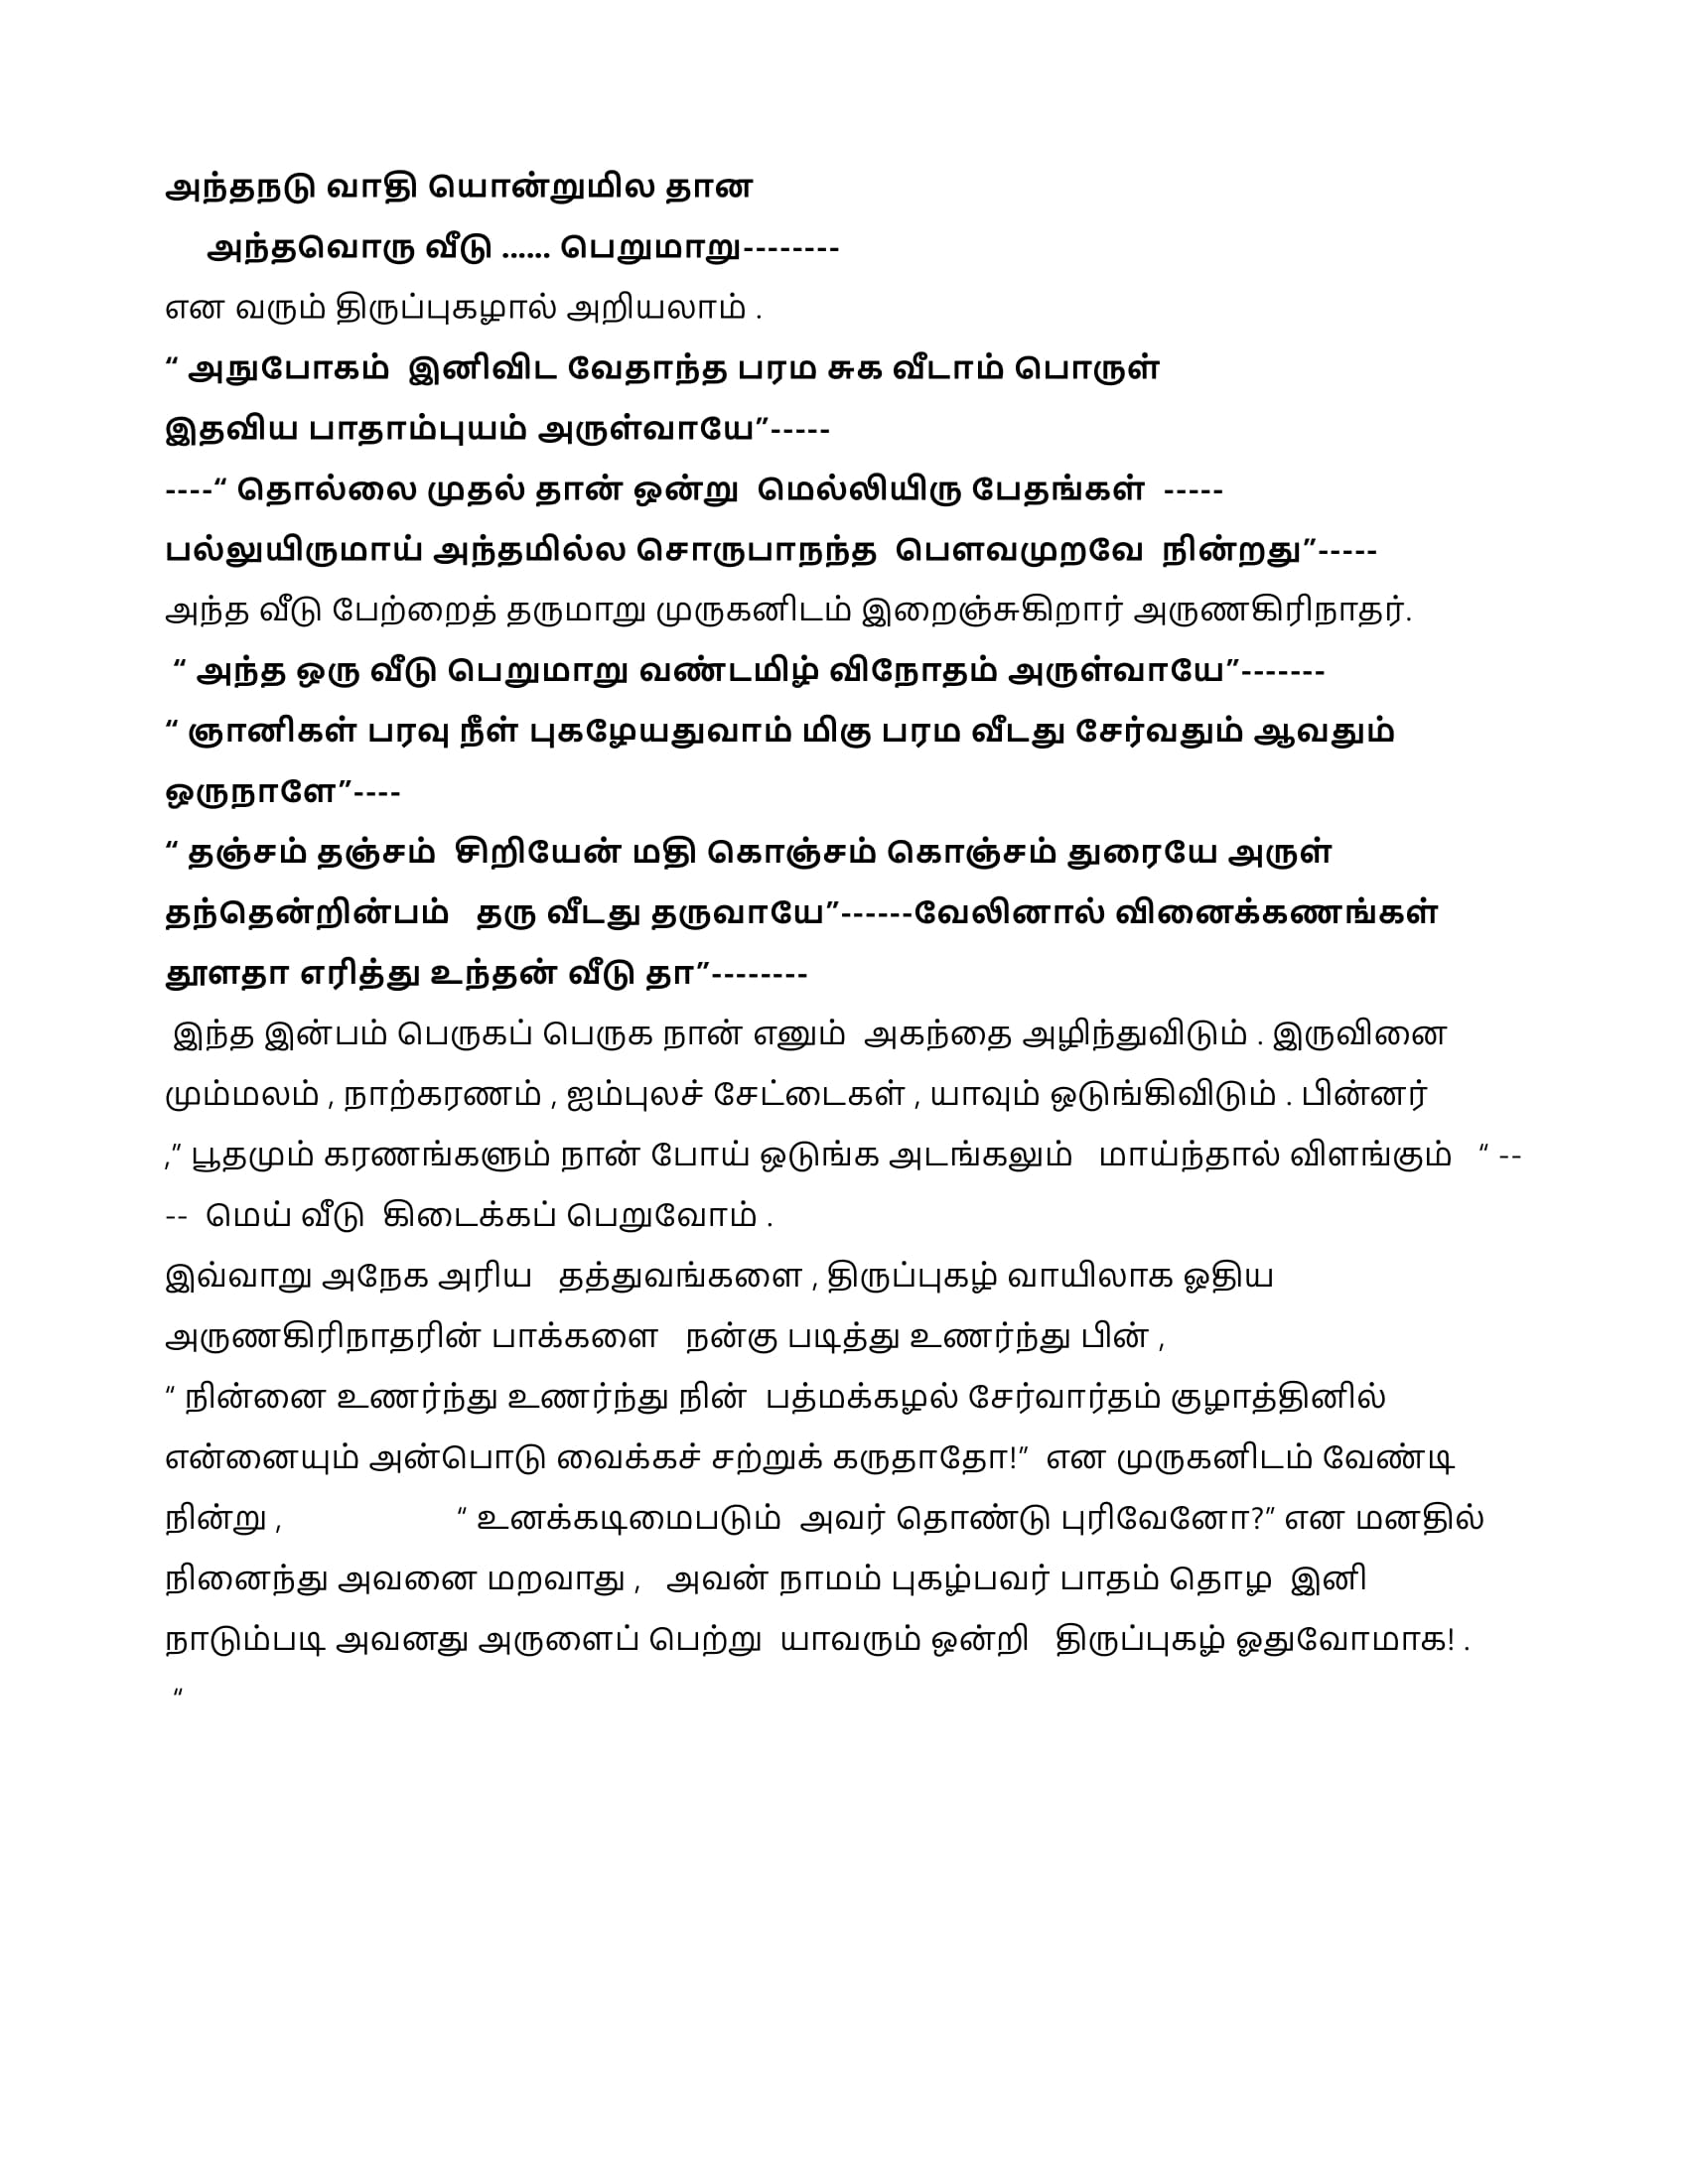 அந்தநடு வாதி யொன்றுமில தான
அந்தவொரு வீடு ...... பெறுமாறு--------
என வரும் திருப்புகழால் அறியலாம் .
“ அநுபோகம்  இனிவிட வேதாந்த பரம சுக வீடாம் பொருள்
இதவிய பாதாம்புயம் அருள்வாயே”-----
----“ தொல்லை முதல் தான் ஒன்று  மெல்லியிரு பேதங்கள்  -----
பல்லுயிருமாய் அந்தமில்ல சொருபாநந்த  பெளவமுறவே  நின்றது”-----
அந்த வீடு பேற்றைத் தருமாறு முருகனிடம் இறைஞ்சுகிறார் அருணகிரிநாதர்.
“ அந்த ஒரு வீடு பெறுமாறு வண்டமிழ் விநோதம் அருள்வாயே”-------
“ ஞானிகள் பரவு நீள் புகழேயதுவாம் மிகு பரம வீடது சேர்வதும் ஆவதும்
ஒருநாளே”----
“ தஞ்சம் தஞ்சம்  சிறியேன் மதி கொஞ்சம் கொஞ்சம் துரையே அருள்
தந்தென்றின்பம்   தரு வீடது தருவாயே”------வேலினால் வினைக்கணங்கள்
தூளதா எரித்து உந்தன் வீடு தா”--------
இந்த இன்பம் பெருகப் பெருக நான் எனும்  அகந்தை அழிந்துவிடும் . இருவினை
மும்மலம் , நாற்கரணம் , ஐம்புலச் சேட்டைகள் , யாவும் ஒடுங்கிவிடும் . பின்னர்
,” பூதமும் கரணங்களும் நான் போய் ஒடுங்க அடங்கலும்   மாய்ந்தால் விளங்கும்   “ --
--  மெய் வீடு  கிடைக்கப் பெறுவோம் .
இவ்வாறு அநேக அரிய   தத்துவங்களை , திருப்புகழ் வாயிலாக ஓதிய
அருணகிரிநாதரின் பாக்களை   நன்கு படித்து உணர்ந்து பின் ,
“ நின்னை உணர்ந்து உணர்ந்து நின்  பத்மக்கழல் சேர்வார்தம் குழாத்தினில்
என்னையும் அன்பொடு வைக்கச் சற்றுக் கருதாதோ!”  என முருகனிடம் வேண்டி
நின்று ,                    “ உனக்கடிமைபடும்  அவர் தொண்டு புரிவேனோ?” என மனதில்
நினைந்து அவனை மறவாது ,   அவன் நாமம் புகழ்பவர் பாதம் தொழ  இனி
நாடும்படி அவனது அருளைப் பெற்று  யாவரும் ஒன்றி   திருப்புகழ் ஓதுவோமாக! .
“